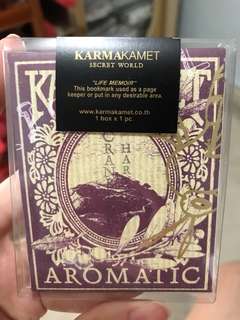 KARMAKAMET
SECRET WORLD
"LIFE MEMOIR"
This bookmark used as a page
keeper or put in any desirable area.
www.karmakamet.co.th
1 box x 1 pc
AROMATIC